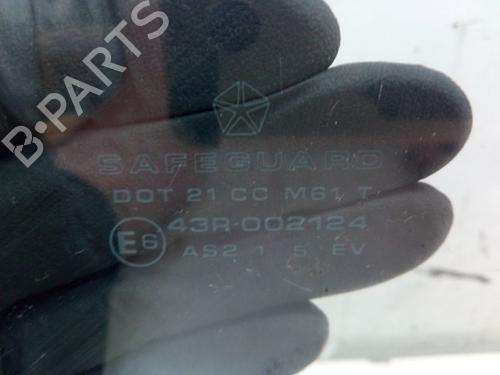 B-PARTS
SAFEGUARD
DOT 21 CC M61 T
E6 43R-002124
AS2 1 5 EV